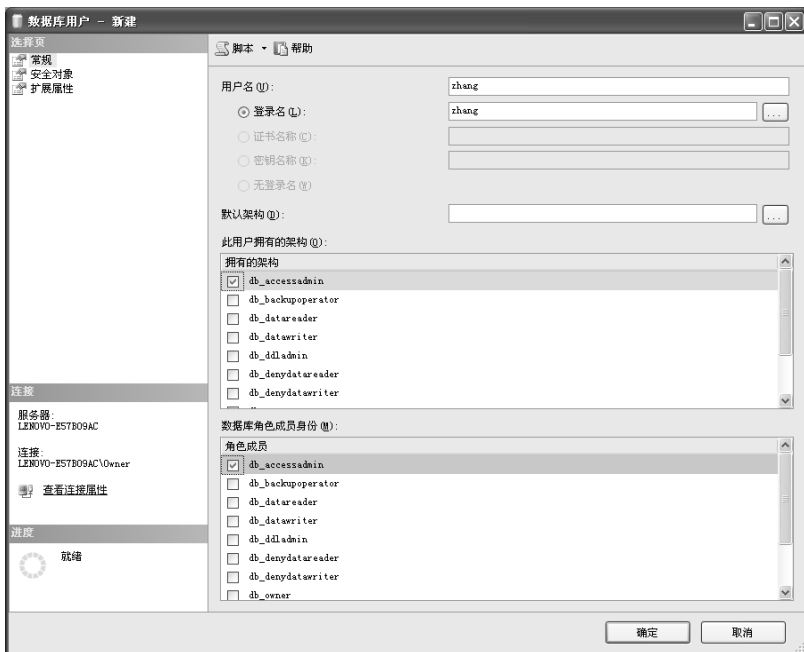 数据库用户 - 新建
选择页
常规
安全对象
扩展属性
脚本
帮助
用户名(U):
zhang
登录名(L):
zhang
...
证书名称(C):
密钥名称(K):
无登录名(W)
默认架构(D):
...
此用户拥有的架构(O):
拥有的架构
db_accessadmin
db_backupoperator
db_datareader
db_datawriter
db_ddladmin
db_denydatareader
db_denydatawriter
数据库角色成员身份(M):
角色成员
db_accessadmin
db_backupoperator
db_datareader
db_datawriter
db_ddladmin
db_denydatareader
db_denydatawriter
db_owner
连接
服务器:
LENOVO-E57B09AC
连接:
LENOVO-E57B09AC\Owner
查看连接属性
进度
就绪
确定
取消